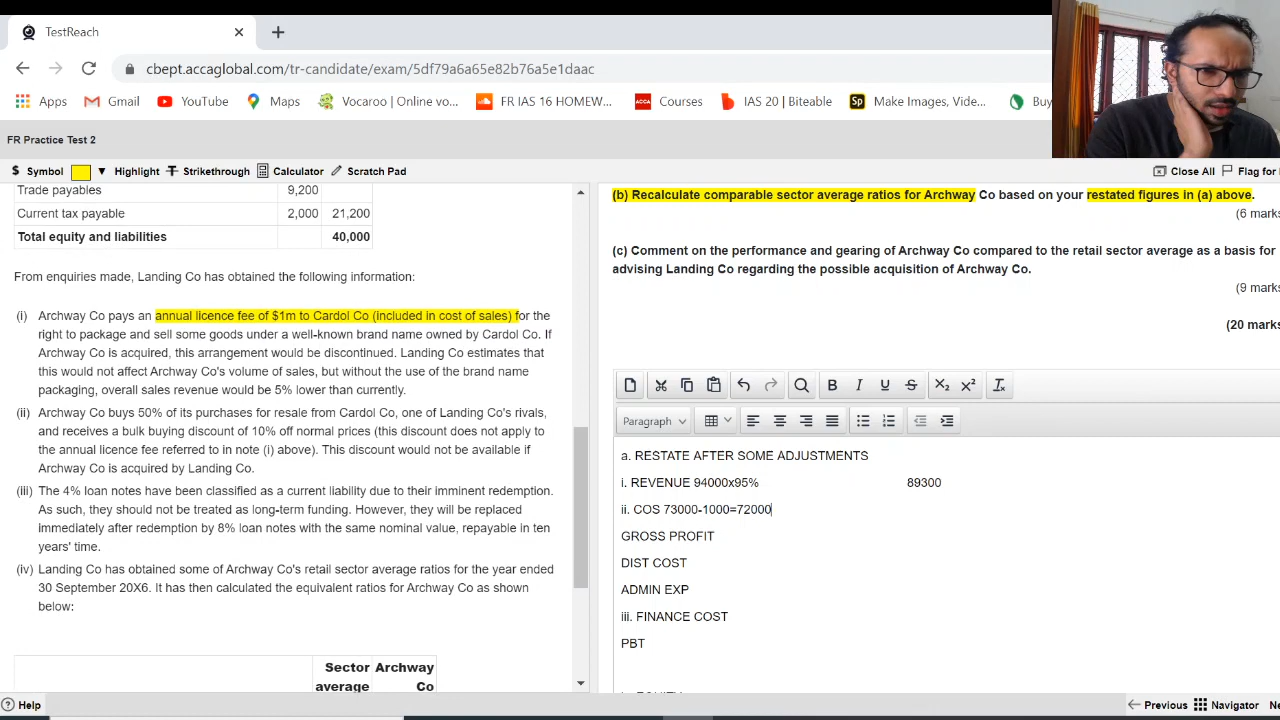 TestReach
cbept.accaglobal.com/tr-candidate/exam/5df79a6a65e82b76a5e1daac
Apps Gmail YouTube Maps Vocaroo | Online vo... FR IAS 16 HOMEW... Courses IAS 20 | Biteable Make Images, Vide... Buy
FR Practice Test 2
$ Symbol Highlight Strikethrough Calculator Scratch Pad Close All Flag for
Trade payables 9,200
Current tax payable 2,000 21,200
Total equity and liabilities 40,000
From enquiries made, Landing Co has obtained the following information:
(i) Archway Co pays an annual licence fee of $1m to Cardol Co (included in cost of sales) for the
right to package and sell some goods under a well-known brand name owned by Cardol Co. If
Archway Co is acquired, this arrangement would be discontinued. Landing Co estimates that
this would not affect Archway Co's volume of sales, but without the use of the brand name
packaging, overall sales revenue would be 5% lower than currently.
(ii) Archway Co buys 50% of its purchases for resale from Cardol Co, one of Landing Co's rivals,
and receives a bulk buying discount of 10% off normal prices (this discount does not apply to
the annual licence fee referred to in note (i) above). This discount would not be available if
Archway Co is acquired by Landing Co.
(iii) The 4% loan notes have been classified as a current liability due to their imminent redemption.
As such, they should not be treated as long-term funding. However, they will be replaced
immediately after redemption by 8% loan notes with the same nominal value, repayable in ten
years' time.
(iv) Landing Co has obtained some of Archway Co's retail sector average ratios for the year ended
30 September 20X6. It has then calculated the equivalent ratios for Archway Co as shown
below:
Sector Archway
average Co
(b) Recalculate comparable sector average ratios for Archway Co based on your restated figures in (a) above.
(6 marks
(c) Comment on the performance and gearing of Archway Co compared to the retail sector average as a basis for
advising Landing Co regarding the possible acquisition of Archway Co.
(9 marks
(20 marks
B I U S X₂ X² Tx
Paragraph
a. RESTATE AFTER SOME ADJUSTMENTS
i. REVENUE 94000x95% 89300
ii. COS 73000-1000=72000
GROSS PROFIT
DIST COST
ADMIN EXP
iii. FINANCE COST
PBT
Help Previous Navigator Ne